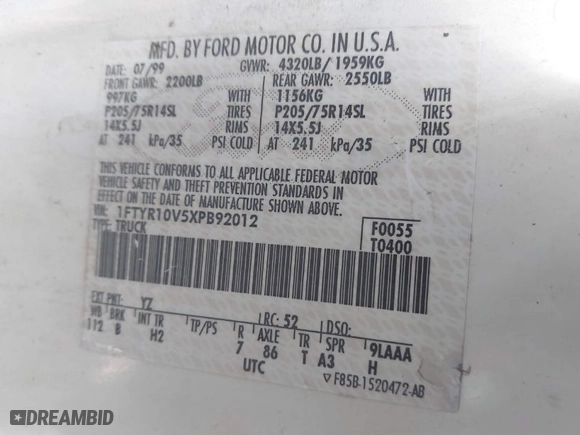 MFD. BY FORD MOTOR CO. IN U.S.A.
DATE: 07/99 GVWR: 4320LB/ 1959KG
FRONT GAWR: 2200LB REAR GAWR: 2550LB
997KG WITH 1156KG WITH
P205/75R14SL TIRES P205/75R14SL TIRES
14X5.5J RIMS 14X5.5J RIMS
AT 241 kPa/35 PSI COLD AT 241 kPa/35 PSI COLD
THIS VEHICLE CONFORMS TO ALL APPLICABLE FEDERAL MOTOR
VEHICLE SAFETY AND THEFT PREVENTION STANDARDS IN
EFFECT ON THE DATE OF MANUFACTURE SHOWN ABOVE.
VIN: 1FTYR10V5XPB92012
TYPE: TRUCK
F0055
T0400
EXT PNT: YZ RC: 52 DSO:
WB BRK INT TR TP/PS R AXLE TR SPR 9LAAA
112 B H2 7 86 T A3 H
UTC
▽ F85B-1520472-AB
DREAMBID